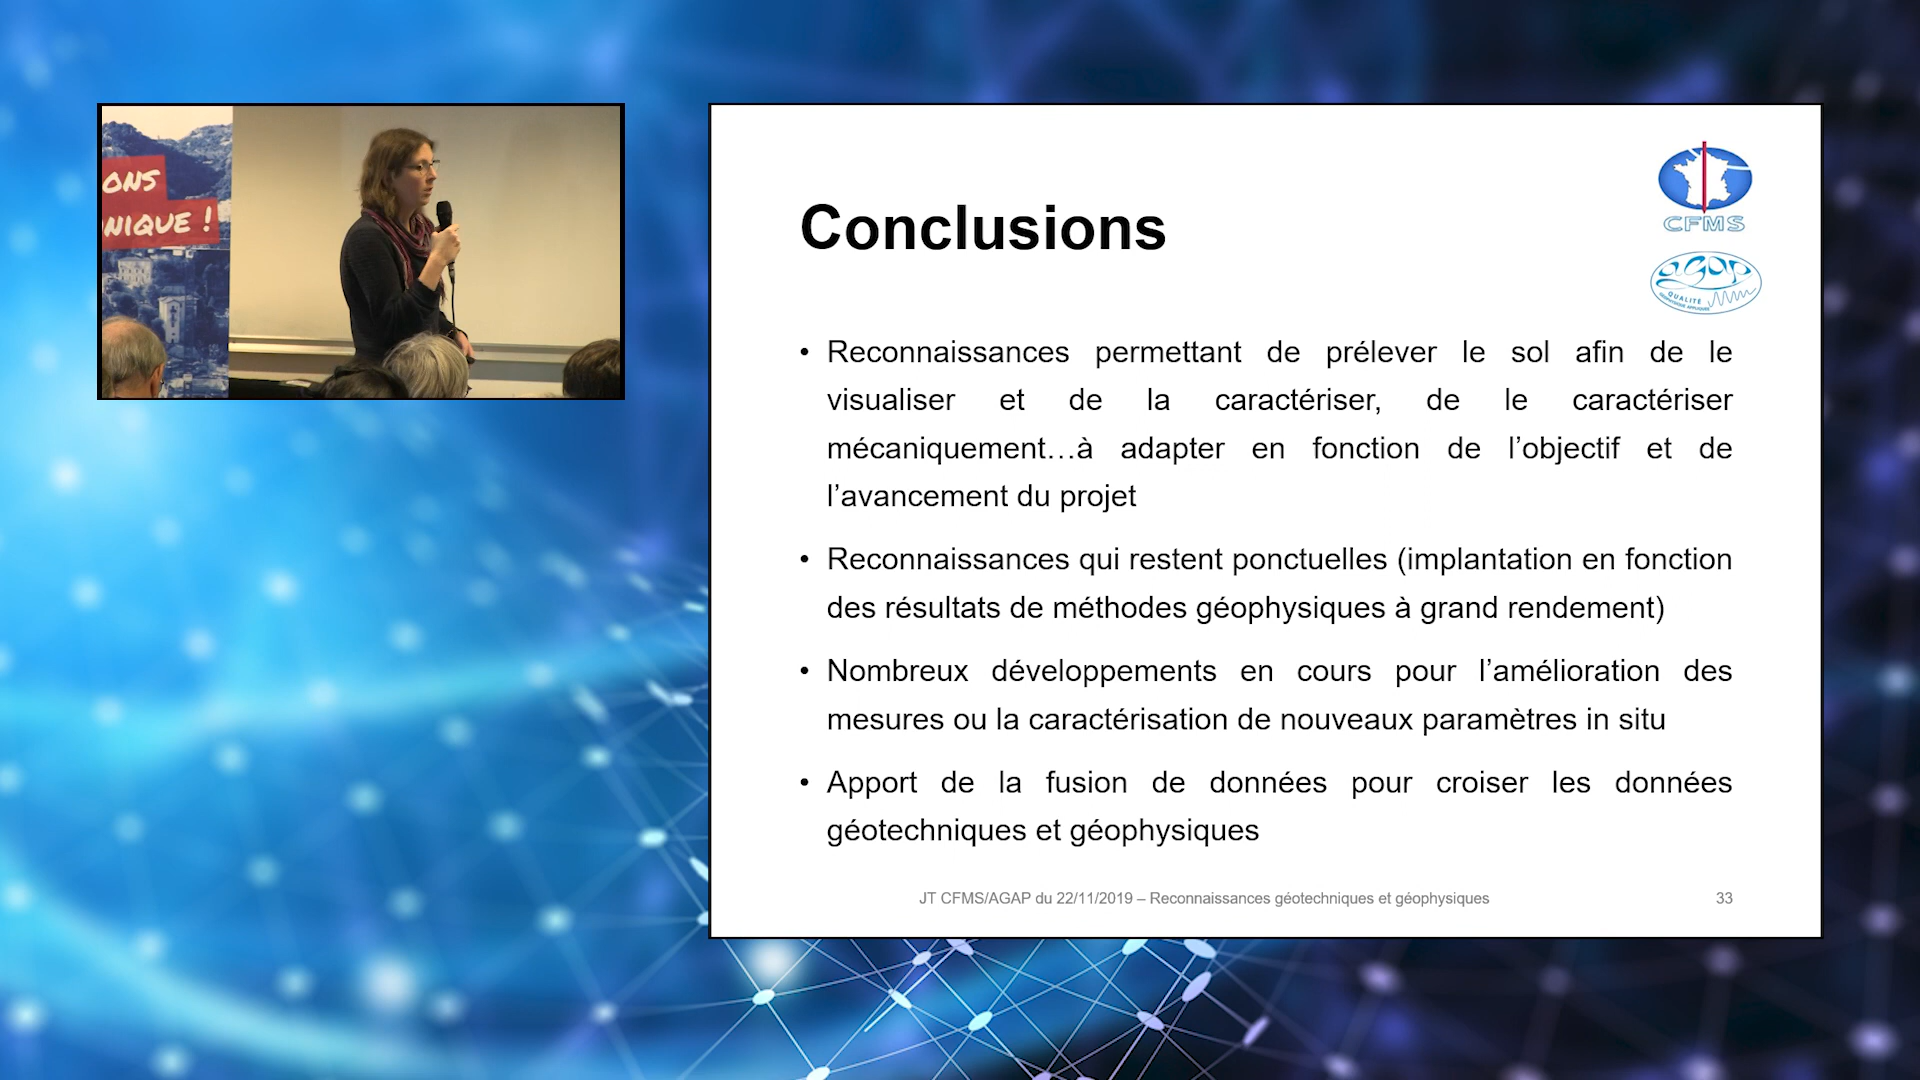 ONS
NIQUE !
CFMS
agap
QUALITÉ
Conclusions
• Reconnaissances permettant de prélever le sol afin de le
visualiser et de la caractériser, de le caractériser
mécaniquement…à adapter en fonction de l’objectif et de
l’avancement du projet
• Reconnaissances qui restent ponctuelles (implantation en fonction
des résultats de méthodes géophysiques à grand rendement)
• Nombreux développements en cours pour l’amélioration des
mesures ou la caractérisation de nouveaux paramètres in situ
• Apport de la fusion de données pour croiser les données
géotechniques et géophysiques
JT CFMS/AGAP du 22/11/2019 – Reconnaissances géotechniques et géophysiques
33